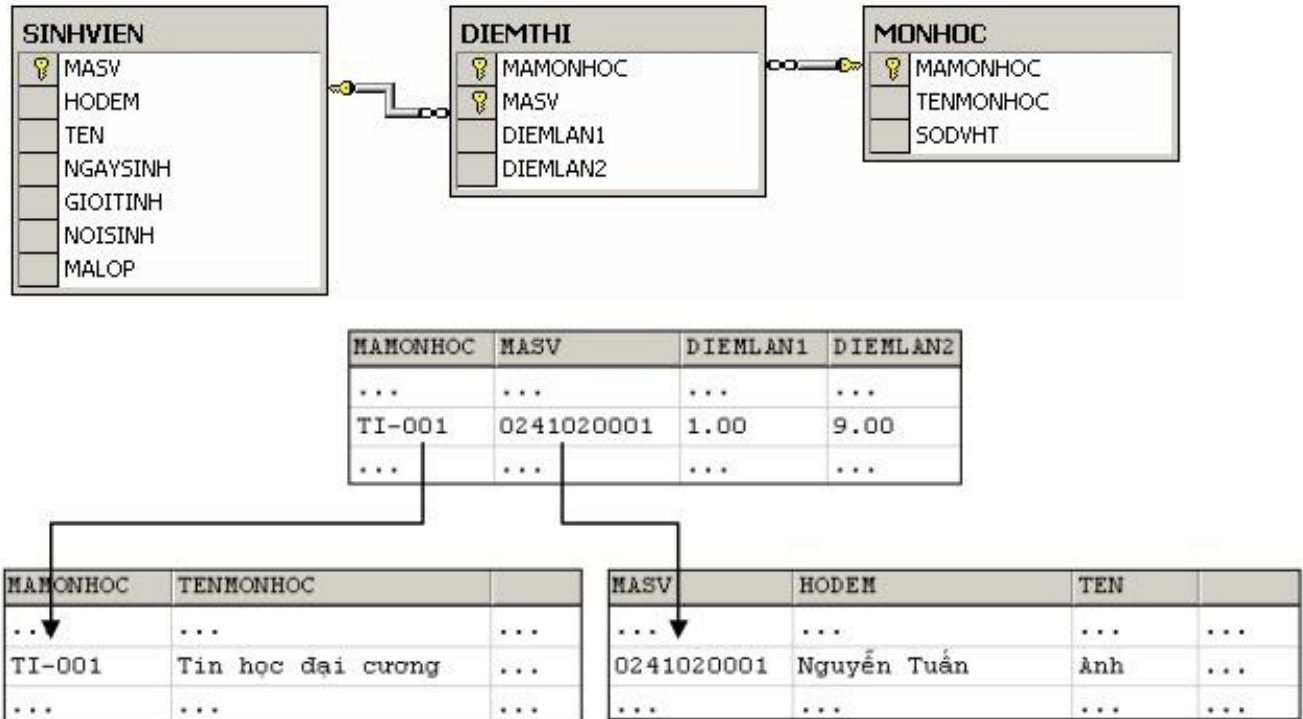 SINHVIEN
MASV
HODEM
TEN
NGAYSINH
GIOITINH
NOISINH
MALOP
DIEMTHI
MAMONHOC
MASV
DIEMLAN1
DIEMLAN2
MONHOC
MAMONHOC
TENMONHOC
SODVHT
MAMONHOC MASV DIEMLAN1 DIEMLAN2
... ... ... ...
TI-001 0241020001 1.00 9.00
... ... ... ...
MAMONHOC TENMONHOC
... ... ...
TI-001 Tin học đại cương ...
... ... ...
MASV HODEM TEN
... ... ... ...
0241020001 Nguyễn Tuấn Anh ...
... ... ... ...